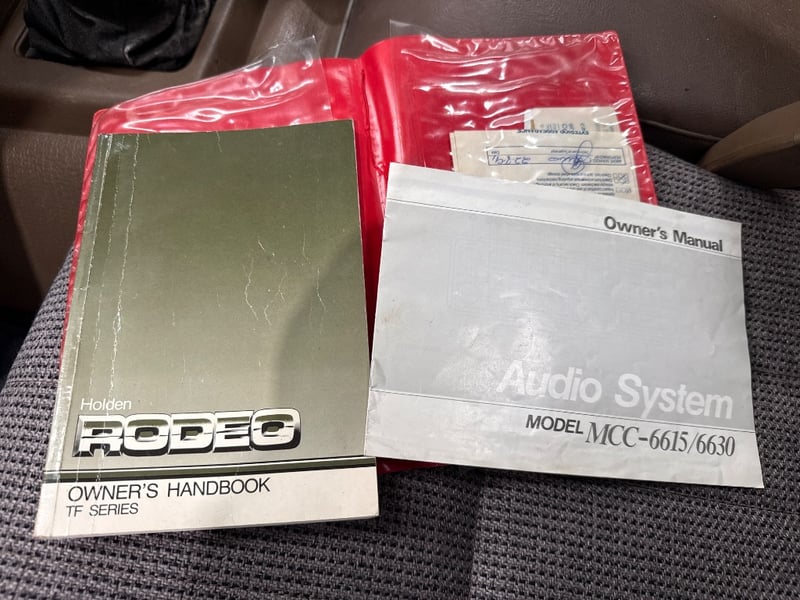 Holden
RODEO
OWNER'S HANDBOOK
TF SERIES
Owner's Manual
Audio System
MODEL MCC-6615/6630